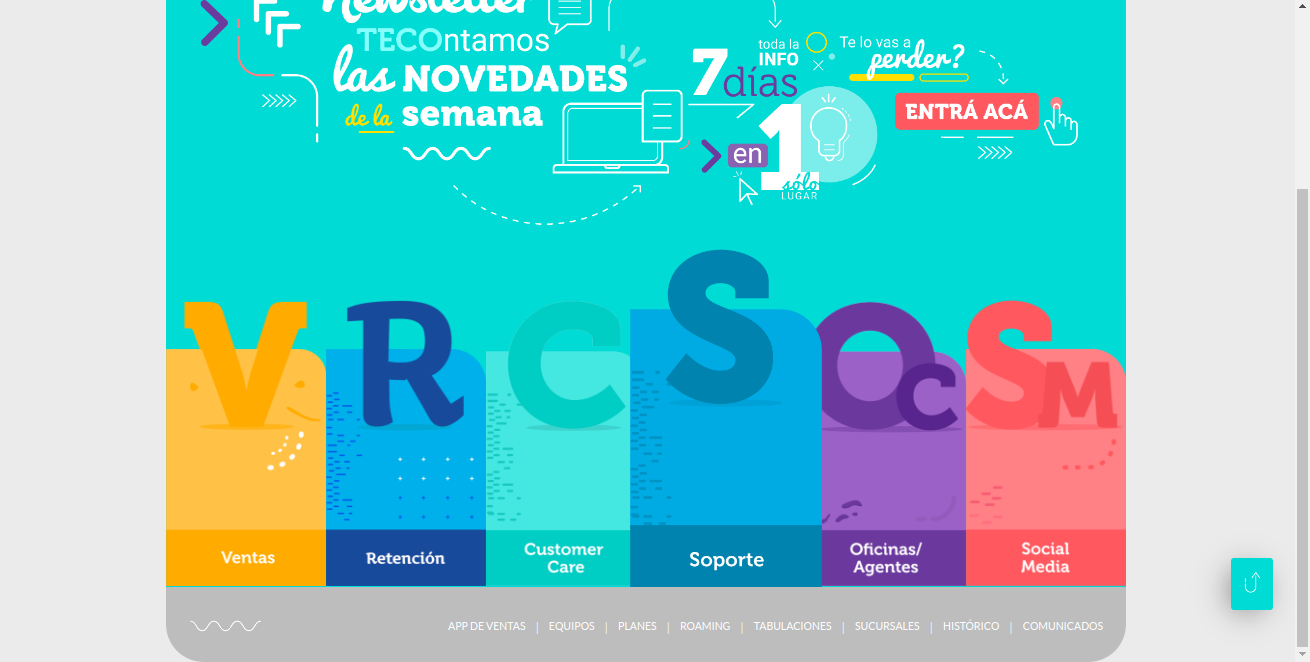 Newsletter
TECOntamos
las NOVEDADES
de la semana
7días
toda la
INFO
en 1
sólo
LUGAR
Te lo vas a
perder?
ENTRÁ ACÁ
V
R
C
S
OC
SM
Ventas
Retención
Customer
Care
Soporte
Oficinas/
Agentes
Social
Media
APP DE VENTAS | EQUIPOS | PLANES | ROAMING | TABULACIONES | SUCURSALES | HISTÓRICO | COMUNICADOS